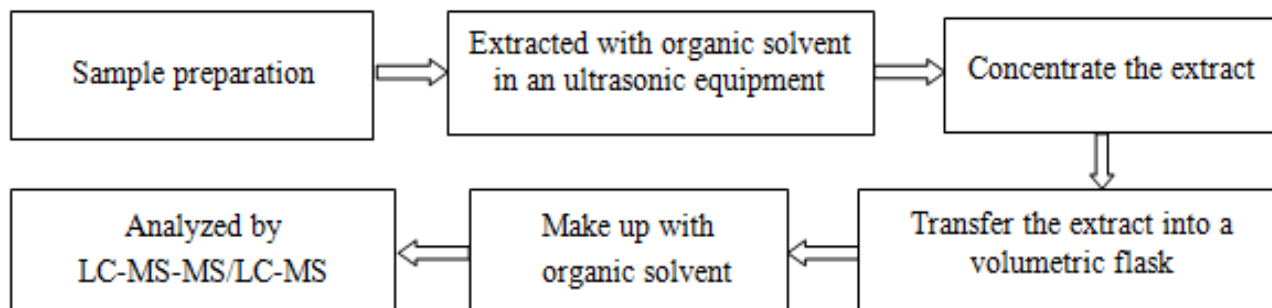 Sample preparation
Extracted with organic solvent
in an ultrasonic equipment
Concentrate the extract
Transfer the extract into a
volumetric flask
Make up with
organic solvent
Analyzed by
LC-MS-MS/LC-MS